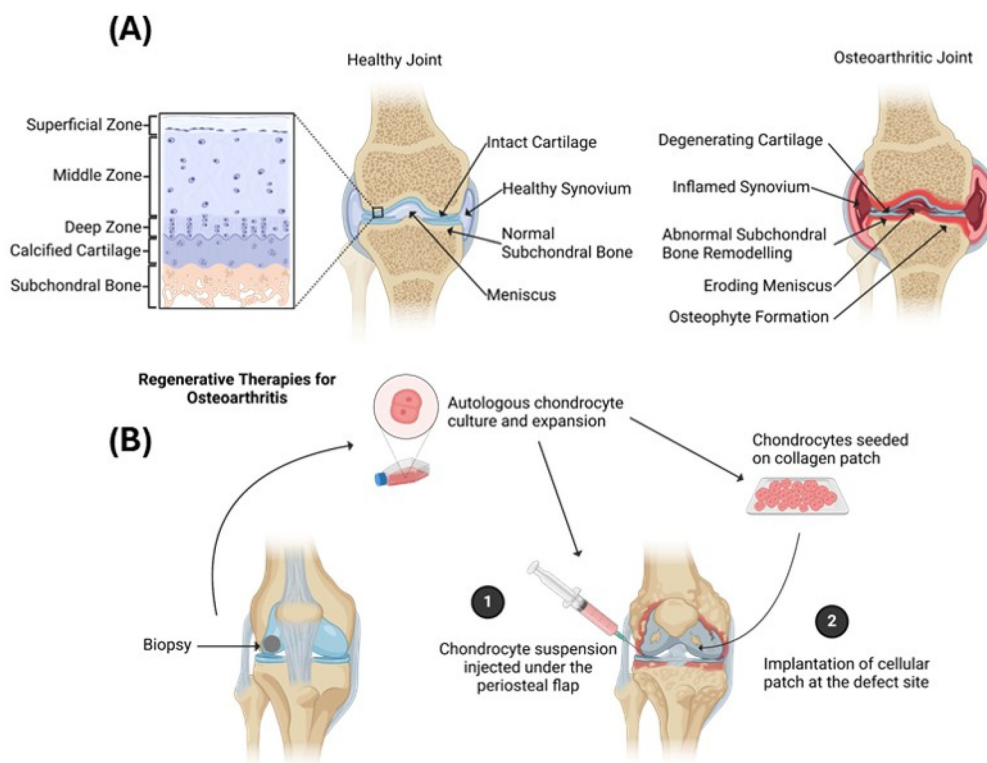 (A)
Healthy Joint
Osteoarthritic Joint
Superficial Zone
Middle Zone
Deep Zone
Calcified Cartilage
Subchondral Bone
Intact Cartilage
Healthy Synovium
Normal
Subchondral Bone
Meniscus
Degenerating Cartilage
Inflamed Synovium
Abnormal Subchondral
Bone Remodelling
Eroding Meniscus
Osteophyte Formation
Regenerative Therapies for
Osteoarthritis
(B)
Autologous chondrocyte
culture and expansion
Chondrocytes seeded
on collagen patch
Biopsy
1
Chondrocyte suspension
injected under the
periosteal flap
2
Implantation of cellular
patch at the defect site